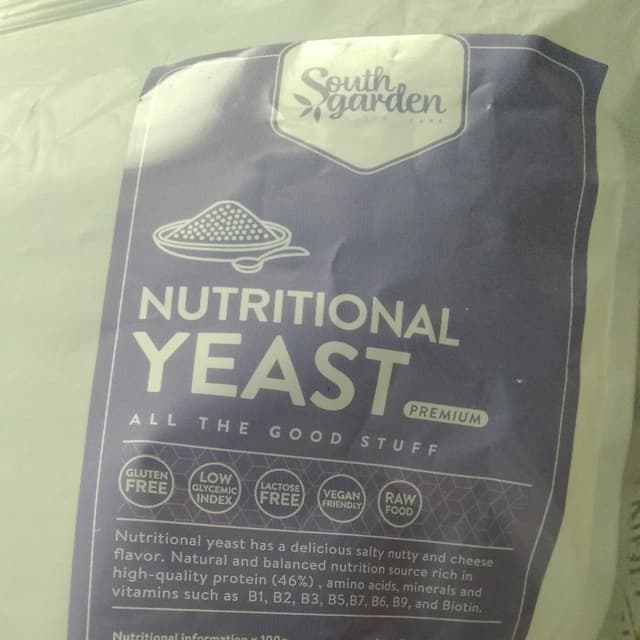 South
garden
NUTRITIONAL
YEAST
PREMIUM
ALL THE GOOD STUFF
GLUTEN
FREE
LOW
GLYCEMIC
INDEX
LACTOSE
FREE
VEGAN
FRIENDLY
RAW
FOOD
Nutritional yeast has a delicious salty nutty and cheese
flavor. Natural and balanced nutrition source rich in
high-quality protein (46%) , amino acids, minerals and
vitamins such as B1, B2, B3, B5,B7, B6, B9, and Biotin.
Nutritional information